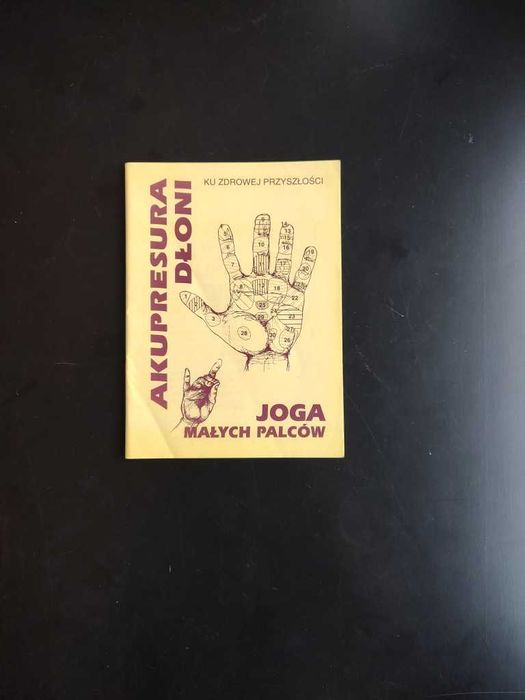 KU ZDROWEJ PRZYSZŁOŚCI
AKUPRESURA
DŁONI
JOGA
MAŁYCH PALCÓW